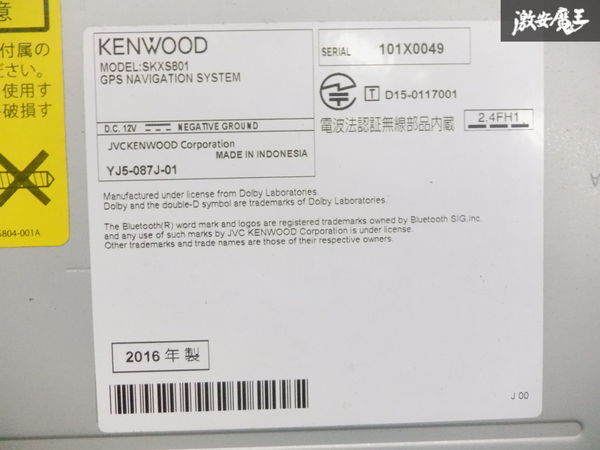 激安魔王
意
付属の
ださい。
使用す
破損す
5804-001A
KENWOOD
MODEL:SKXS801
GPS NAVIGATION SYSTEM
D.C. 12V NEGATIVE GROUND
JVCKENWOOD Corporation
MADE IN INDONESIA
YJ5-087J-01
SERIAL 101X0049
T D15-0117001
電波法認証無線部品内蔵 2.4FH1
Manufactured under license from Dolby Laboratories.
Dolby and the double-D symbol are trademarks of Dolby Laboratories.
The Bluetooth(R) word mark and logos are registered trademarks owned by Bluetooth SIG,Inc.
and any use of such marks by JVC KENWOOD Corporation is under license.
Other trademarks and trade names are those of their respective owners.
2016 年 製
J 00
A